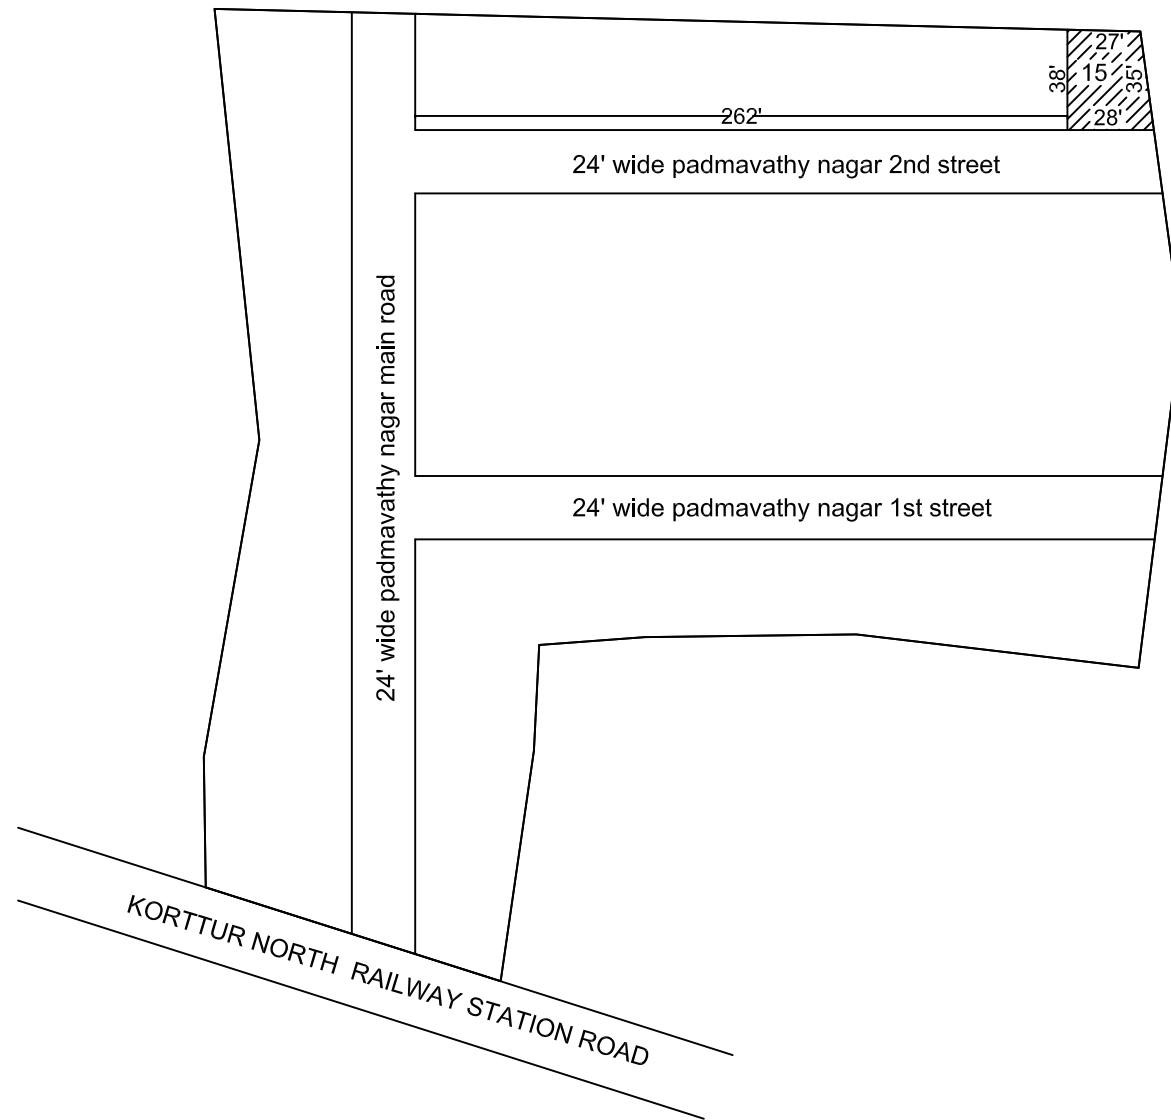 27'
38'
15
35'
28'
262'
24' wide padmavathy nagar 2nd street
24' wide padmavathy nagar main road
24' wide padmavathy nagar 1st street
KORTTUR NORTH RAILWAY STATION ROAD